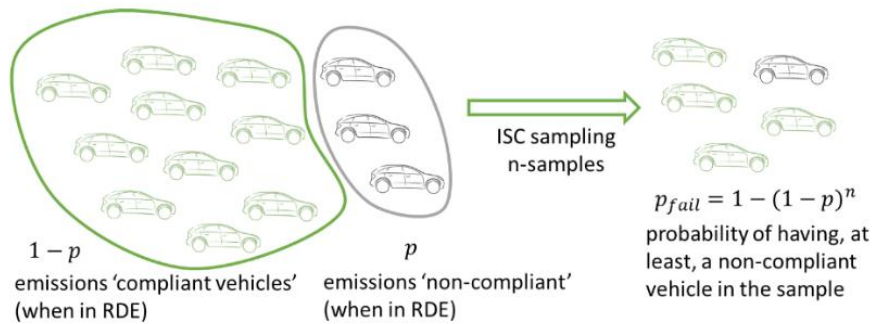 1 − p
emissions ‘compliant vehicles’
(when in RDE)
p
emissions ‘non-compliant’
(when in RDE)
ISC sampling
n-samples
p_fail = 1 − (1 − p)^n
probability of having, at
least, a non-compliant
vehicle in the sample